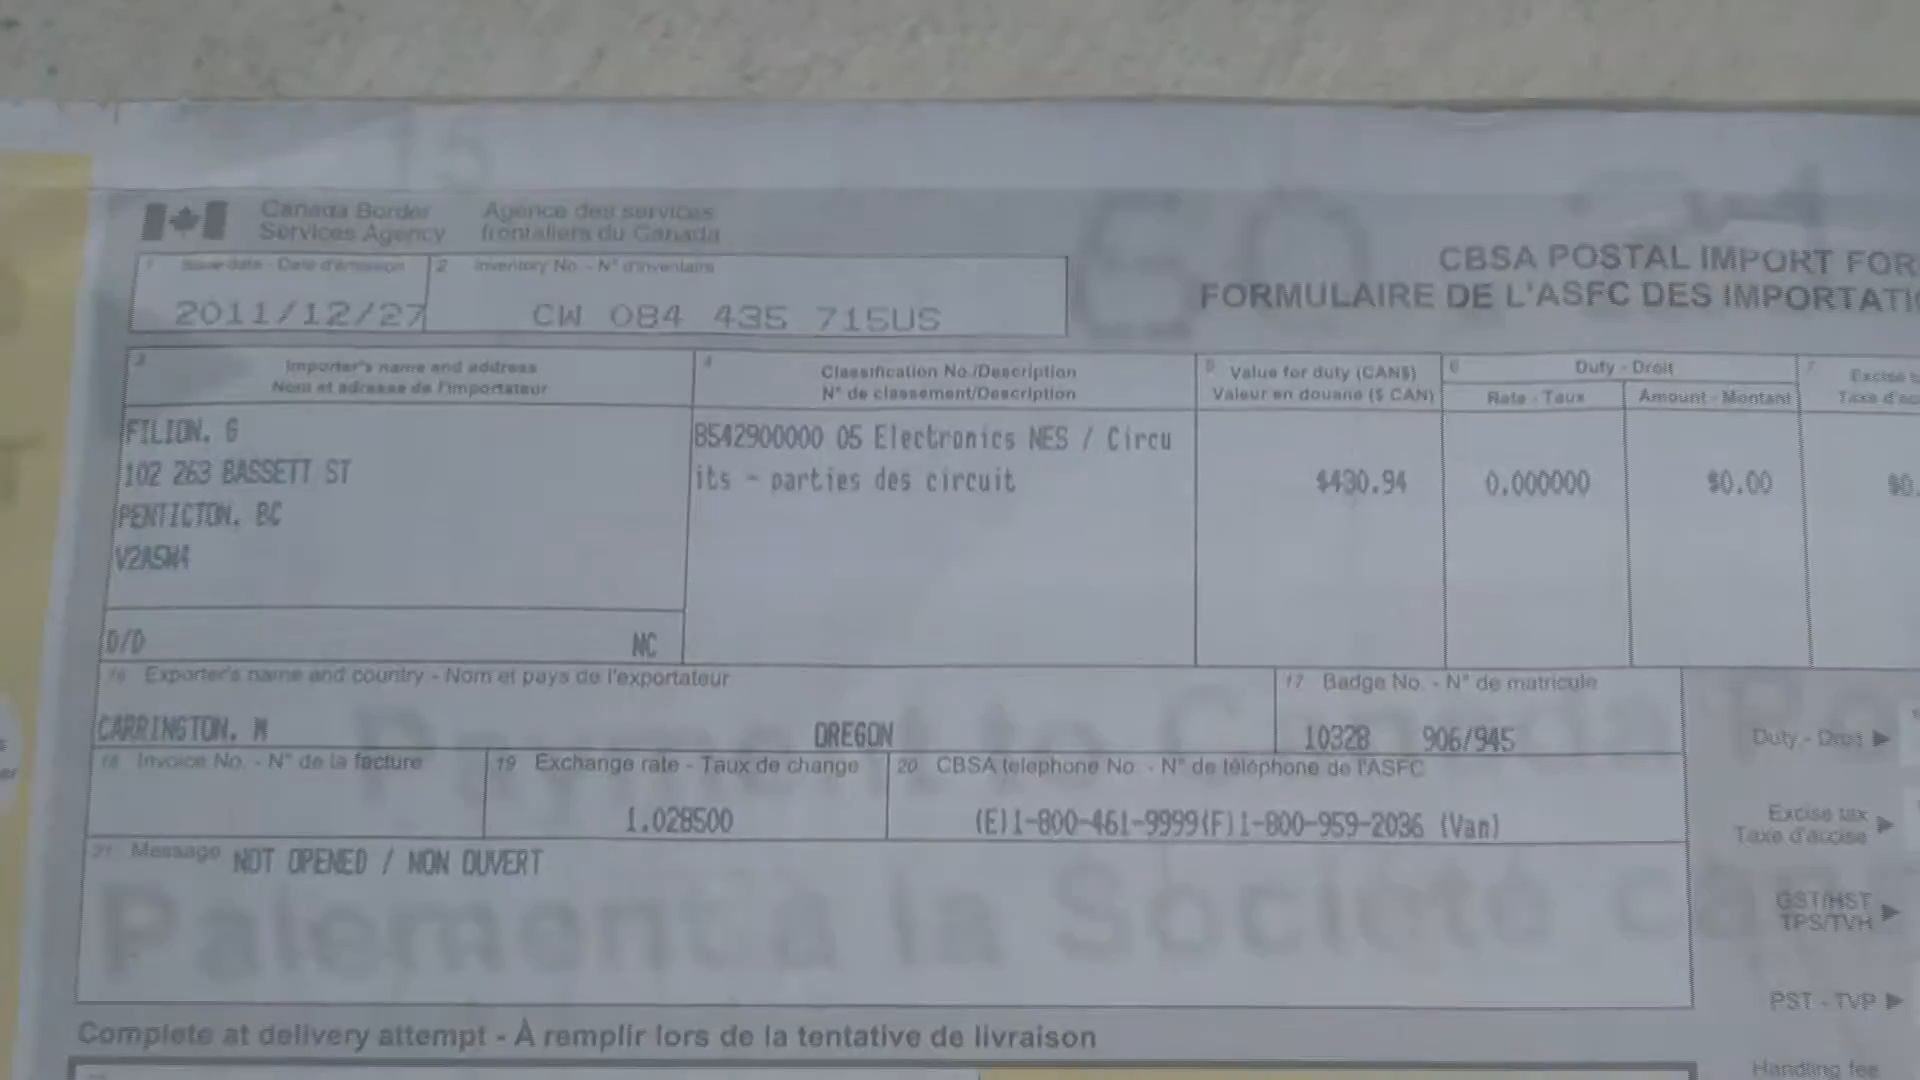 Canada Border
Services Agency
Agence des services
frontaliers du Canada
CBSA POSTAL IMPORT FOR
FORMULAIRE DE L'ASFC DES IMPORTATI
1 Issue date - Date d'émission
2011/12/27
2 Inventory No. - N° d'inventaire
CW 084 435 715US
3 Importer's name and address
Nom et adresse de l'importateur
FILION, G
102 263 BASSETT ST
PENTICTON, BC
V2A5W4
D/D NC
4 Classification No./Description
N° de classement/Description
8542900000 05 Electronics NES / Circu
its - parties des circuit
5 Value for duty (CAN$)
Valeur en douane ($ CAN)
$430.94
6 Duty - Droit
Rate - Taux
0.000000
Amount - Montant
$0.00
7 Excise
Taxe d'ac
$0.
16 Exporter's name and country - Nom et pays de l'exportateur
CARRINGTON, M OREGON
17 Badge No. - N° de matricule
10328 906/945
18 Invoice No. - N° de la facture
19 Exchange rate - Taux de change
1.028500
20 CBSA telephone No. - N° de téléphone de l'ASFC
(E)1-800-461-9999(F)1-800-959-2036 (Van)
21 Message NOT OPENED / NON OUVERT
Duty - Droit
Excise tax
Taxe d'accise
GST/HST
TPS/TVH
PST - TVP
Handling fee
Payment to Canada Po
Paiement à la Société can
Complete at delivery attempt - À remplir lors de la tentative de livraison